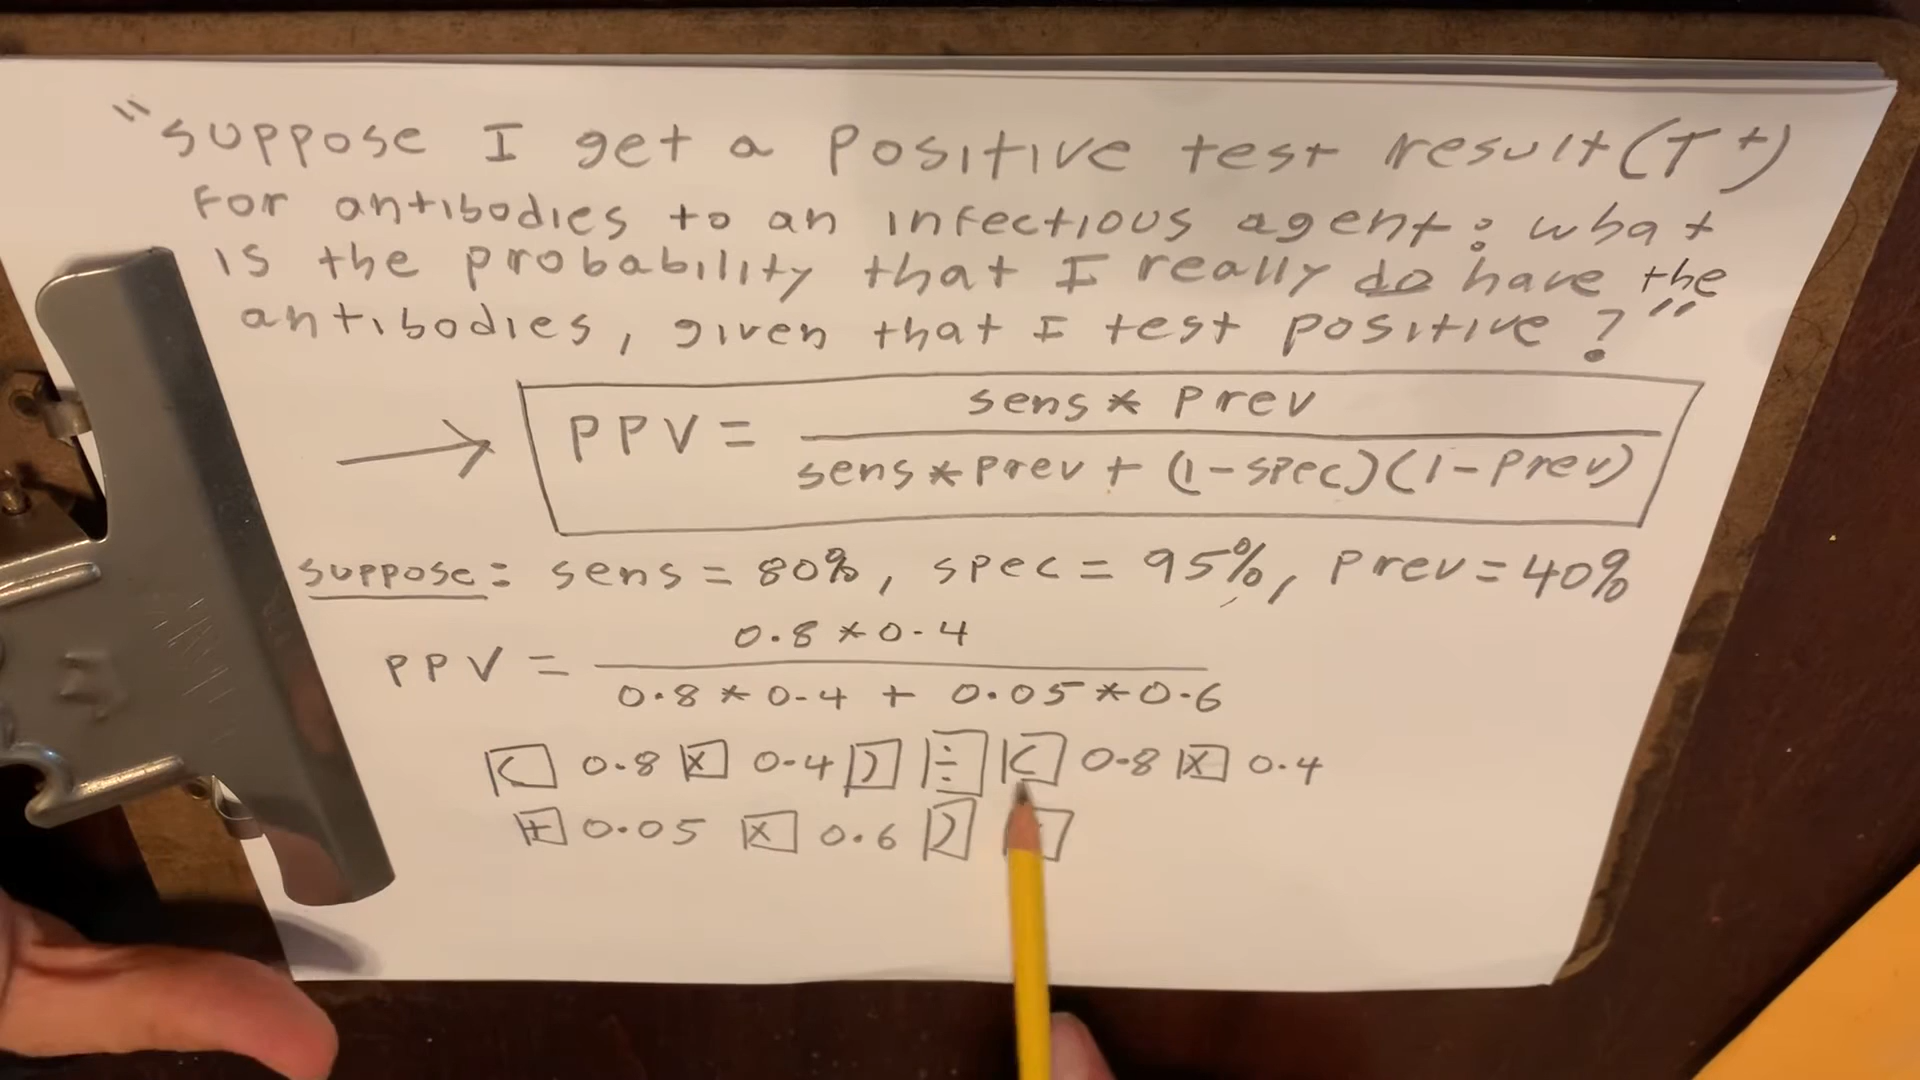 "suppose I get a positive test result (T+)
for antibodies to an infectious agent: what
is the probability that I really do have the
antibodies, given that I test positive?"
→ PPV = sens * prev
sens * prev + (1 - spec)(1 - prev)
suppose: sens = 80%, spec = 95%, prev = 40%
PPV = 0.8 * 0.4
0.8 * 0.4 + 0.05 * 0.6
( 0.8 x 0.4 ) ÷ ( 0.8 x 0.4
+ 0.05 x 0.6 )